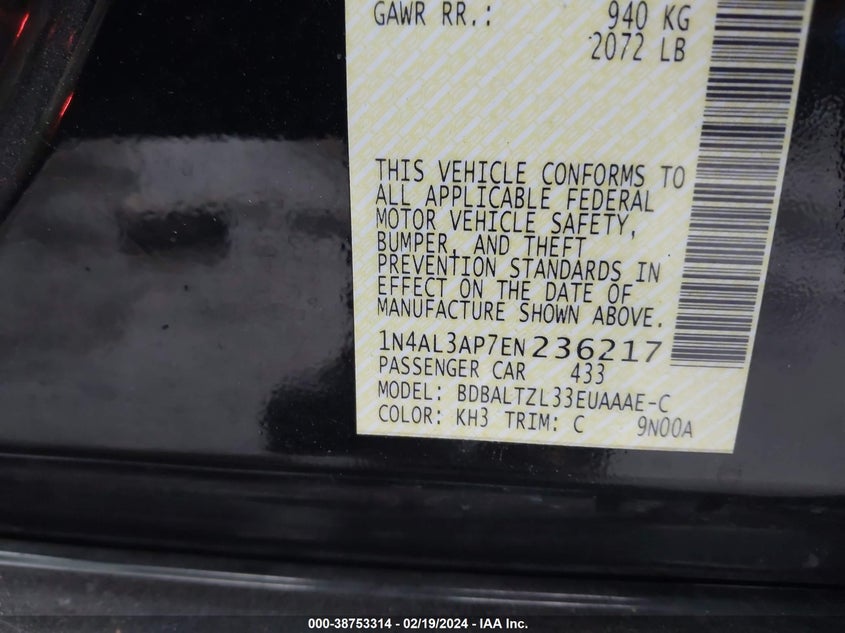 GAWR RR.: 940 KG
2072 LB
THIS VEHICLE CONFORMS TO
ALL APPLICABLE FEDERAL
MOTOR VEHICLE SAFETY,
BUMPER, AND THEFT
PREVENTION STANDARDS IN
EFFECT ON THE DATE OF
MANUFACTURE SHOWN ABOVE.
1N4AL3AP7EN236217
PASSENGER CAR 433
MODEL: BDBALTZL33EUAAAE-C
COLOR: KH3 TRIM: C 9N00A
000-38753314 - 02/19/2024 - IAA Inc.